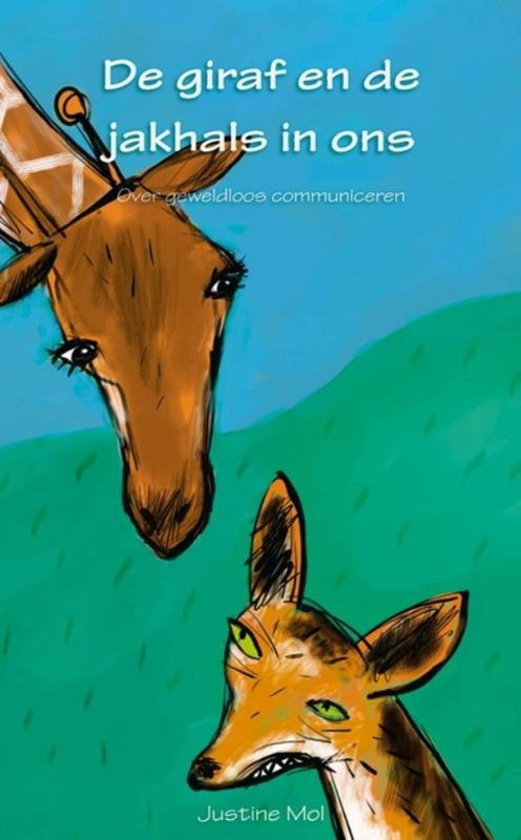 De giraf en de
jakhals in ons
Over geweldloos communiceren
Justine Mol